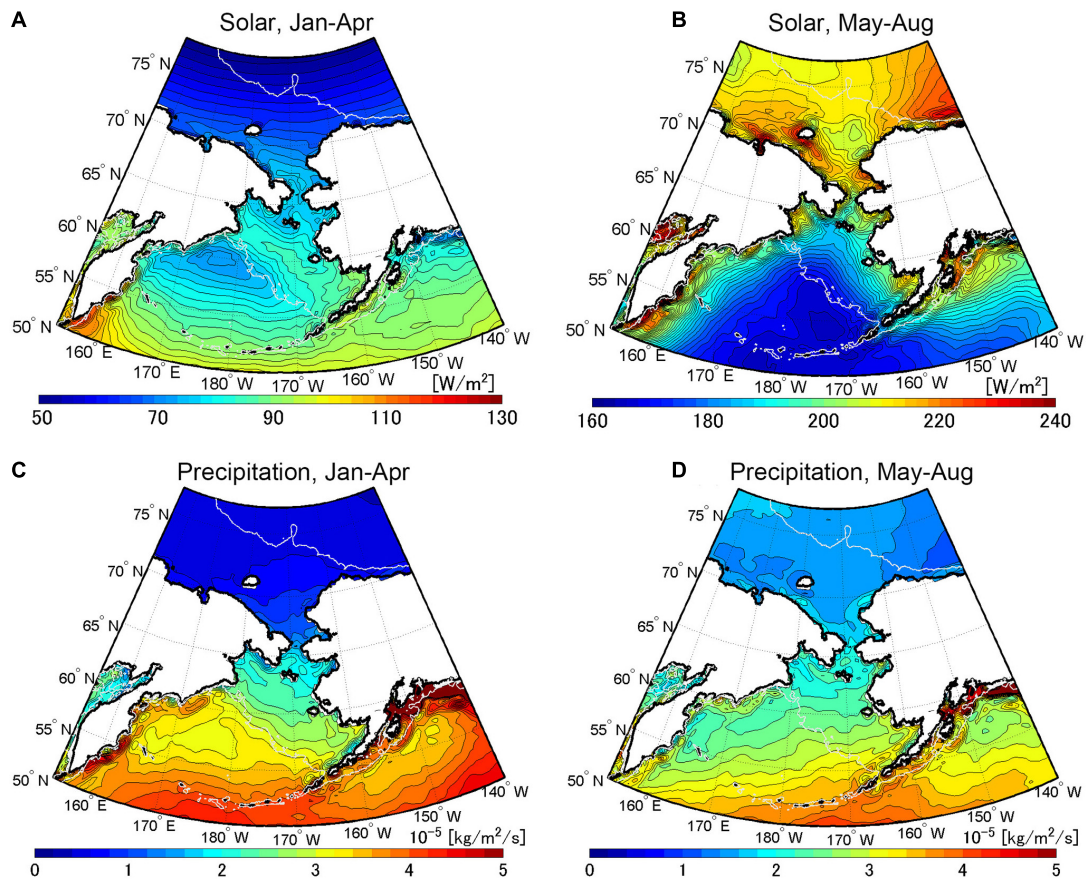 A
Solar, Jan-Apr
75° N
70° N
65° N
60° N
55° N
50° N
160° E
170° E
180° W
170° W
160° W
150° W
140° W
[W/m²]
50 70 90 110 130
B
Solar, May-Aug
75° N
70° N
65° N
60° N
55° N
50° N
160° E
170° E
180° W
170° W
160° W
150° W
140° W
[W/m²]
160 180 200 220 240
C
Precipitation, Jan-Apr
75° N
70° N
65° N
60° N
55° N
50° N
160° E
170° E
180° W
170° W
160° W
150° W
140° W
10⁻⁵ [kg/m²/s]
0 1 2 3 4 5
D
Precipitation, May-Aug
75° N
70° N
65° N
60° N
55° N
50° N
160° E
170° E
180° W
170° W
160° W
150° W
140° W
10⁻⁵ [kg/m²/s]
0 1 2 3 4 5